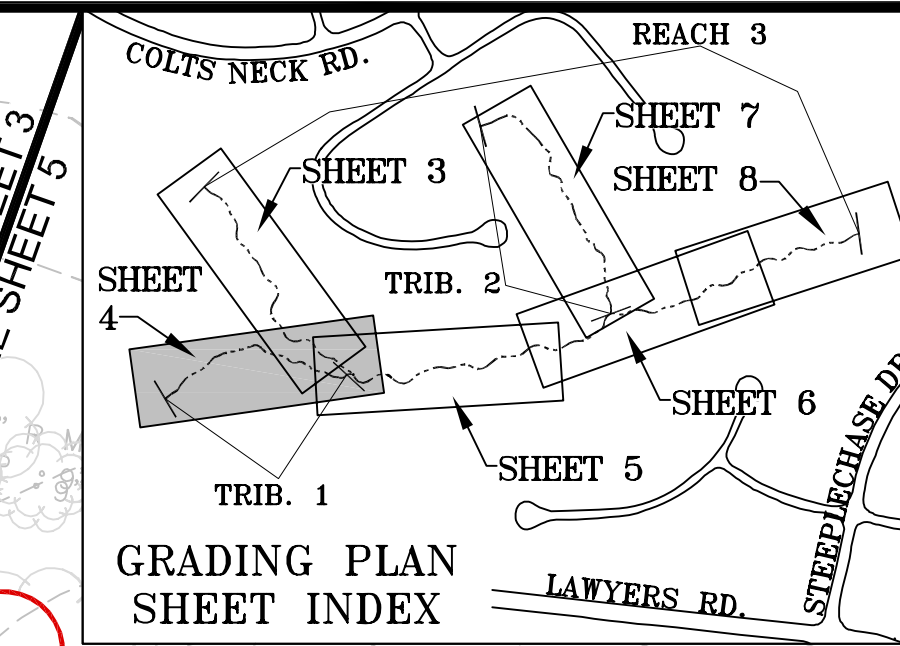 REACH 3
COLTS NECK RD.
SHEET 7
SHEET 3
SHEET 8
SHEET
4
TRIB. 2
SHEET 6
SHEET 5
TRIB. 1
STEEPLECHASE DR
GRADING PLAN
SHEET INDEX
LAWYERS RD.
SHEET 5
3